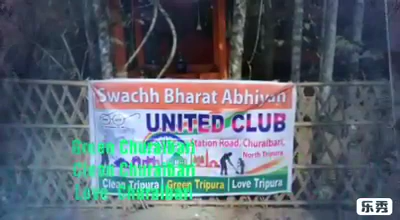 Swachh Bharat Abhiyan
UNITED CLUB
Station Road, Churaibari,
North Tripura
Green Churaibari
Clean Churaibari
Love Churaibari
Clean Tripura Green Tripura Love Tripura
乐秀